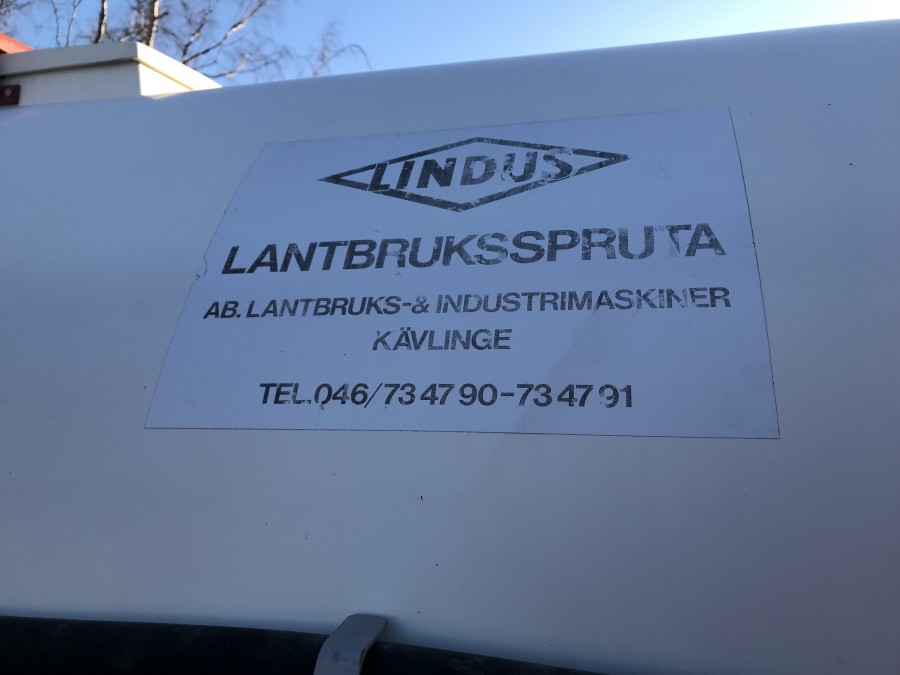 LINDUS
LANTBRUKSSPRUTA
AB. LANTBRUKS-& INDUSTRIMASKINER
KÄVLINGE
TEL.046/73 47 90-73 47 91